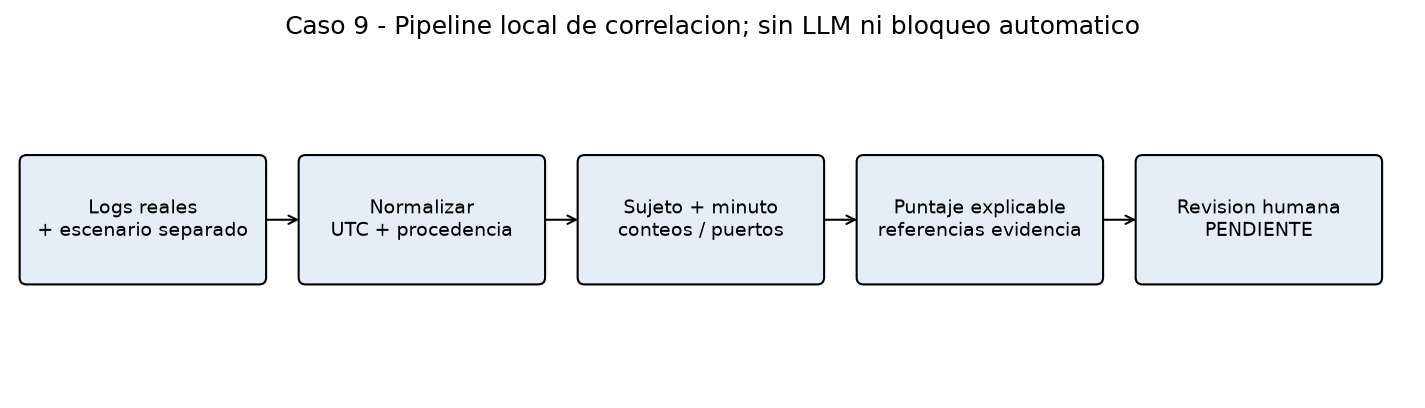 Caso 9 - Pipeline local de correlacion; sin LLM ni bloqueo automatico
Logs reales
+ escenario separado
Normalizar
UTC + procedencia
Sujeto + minuto
conteos / puertos
Puntaje explicable
referencias evidencia
Revision humana
PENDIENTE